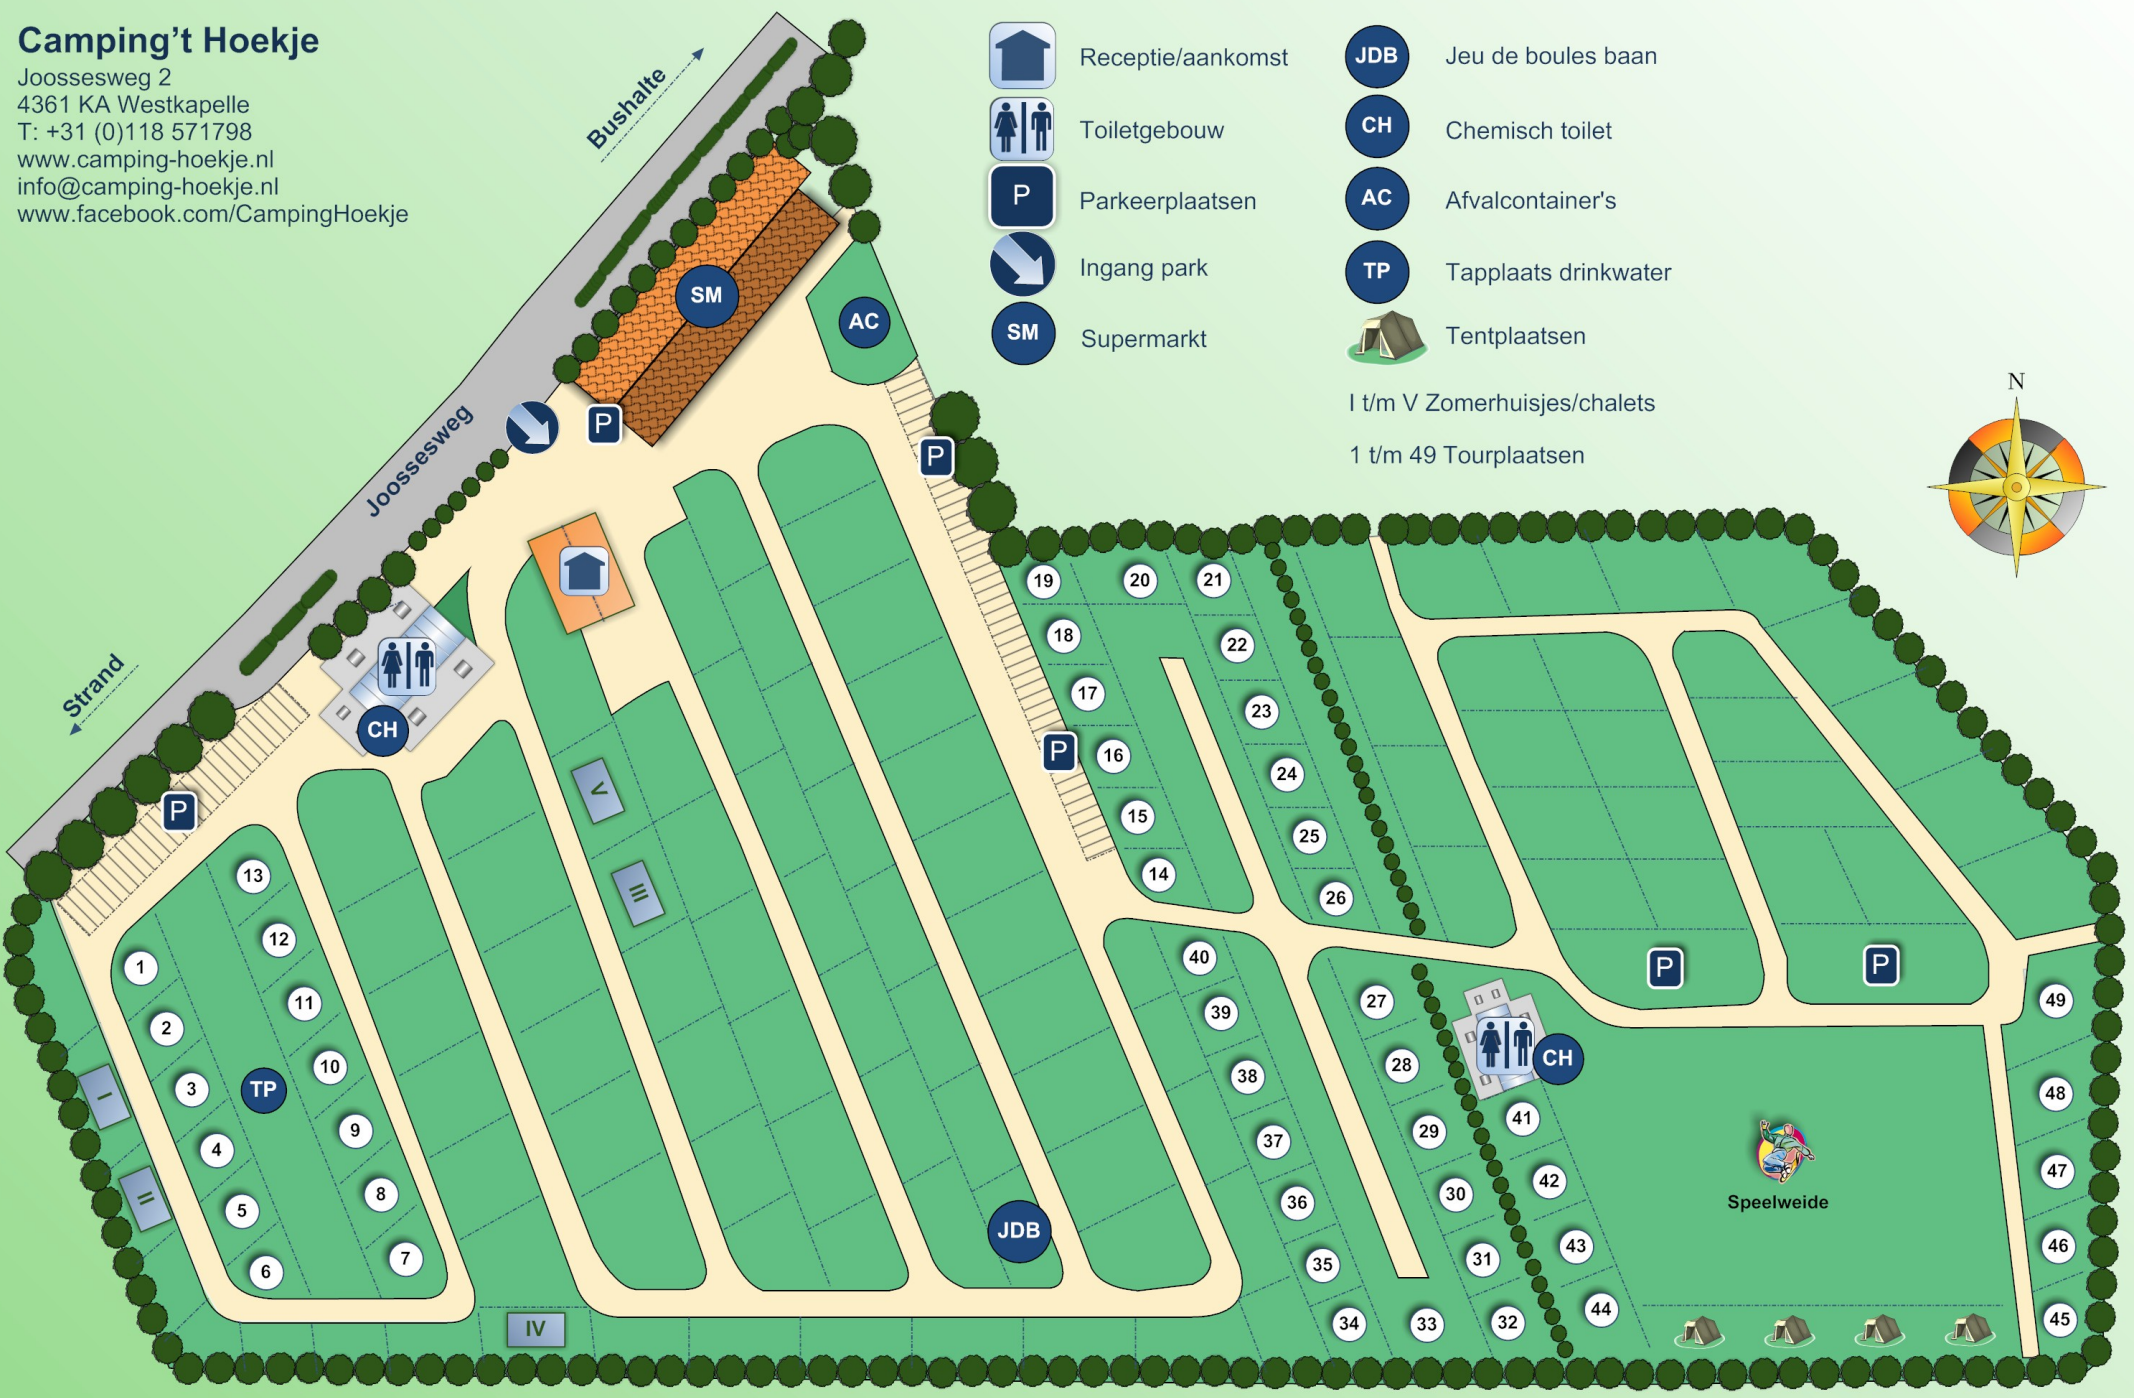 Camping't Hoekje
Joossesweg 2
4361 KA Westkapelle
T: +31 (0)118 571798
www.camping-hoekje.nl
info@camping-hoekje.nl
www.facebook.com/CampingHoekje
Receptie/aankomst
Toiletgebouw
P Parkeerplaatsen
Ingang park
SM Supermarkt
JDB Jeu de boules baan
CH Chemisch toilet
AC Afvalcontainer's
TP Tapplaats drinkwater
Tentplaatsen
I t/m V Zomerhuisjes/chalets
1 t/m 49 Tourplaatsen
N
Bushalte
Joossesweg
Strand
SM
AC
P
P
CH
P
P
19
20
21
18
22
17
23
16
24
15
25
14
26
V
III
13
12
1
11
2
10
3
TP
9
4
8
5
7
6
I
II
IV
JDB
40
39
38
37
36
35
34
27
28
29
30
31
32
33
CH
41
42
43
44
P
P
49
48
47
46
45
Speelweide